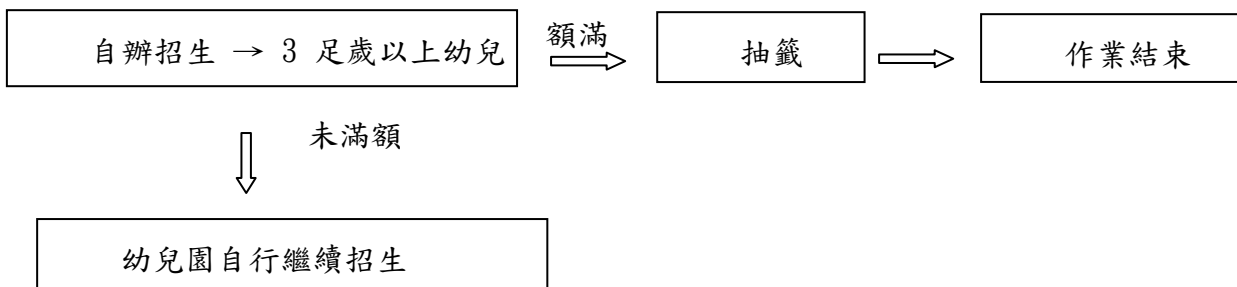 自辦招生 → 3 足歲以上幼兒
額滿
抽籤
作業結束
未滿額
幼兒園自行繼續招生